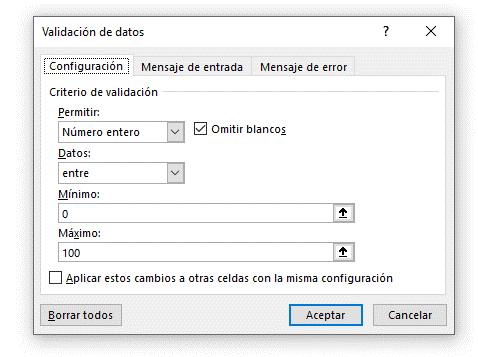 Validación de datos ?
Configuración Mensaje de entrada Mensaje de error
Criterio de validación
Permitir:
Número entero Omitir blancos
Datos:
entre
Mínimo:
0
Máximo:
100
Aplicar estos cambios a otras celdas con la misma configuración
Borrar todos Aceptar Cancelar